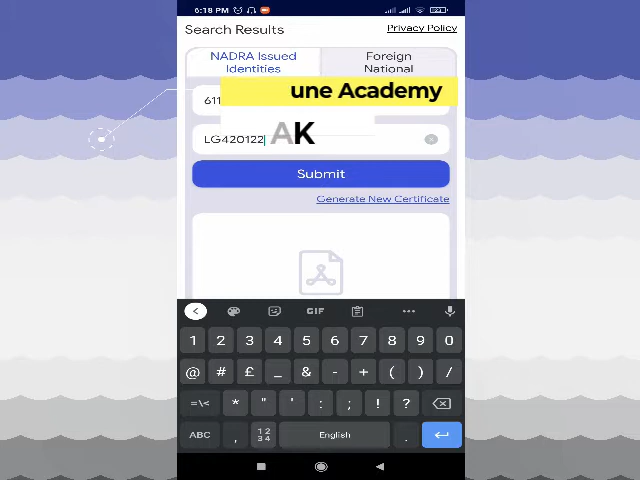 6:18 PM
Search Results
Privacy Policy
NADRA Issued
Identities
Foreign
National
une Academy
611
LG420122
AK
Submit
Generate New Certificate
GIF
1 2 3 4 5 6 7 8 9 0
@ # £ _ & - + ( ) /
=\< * " ' : ; ! ?
ABC , 12 34 English .